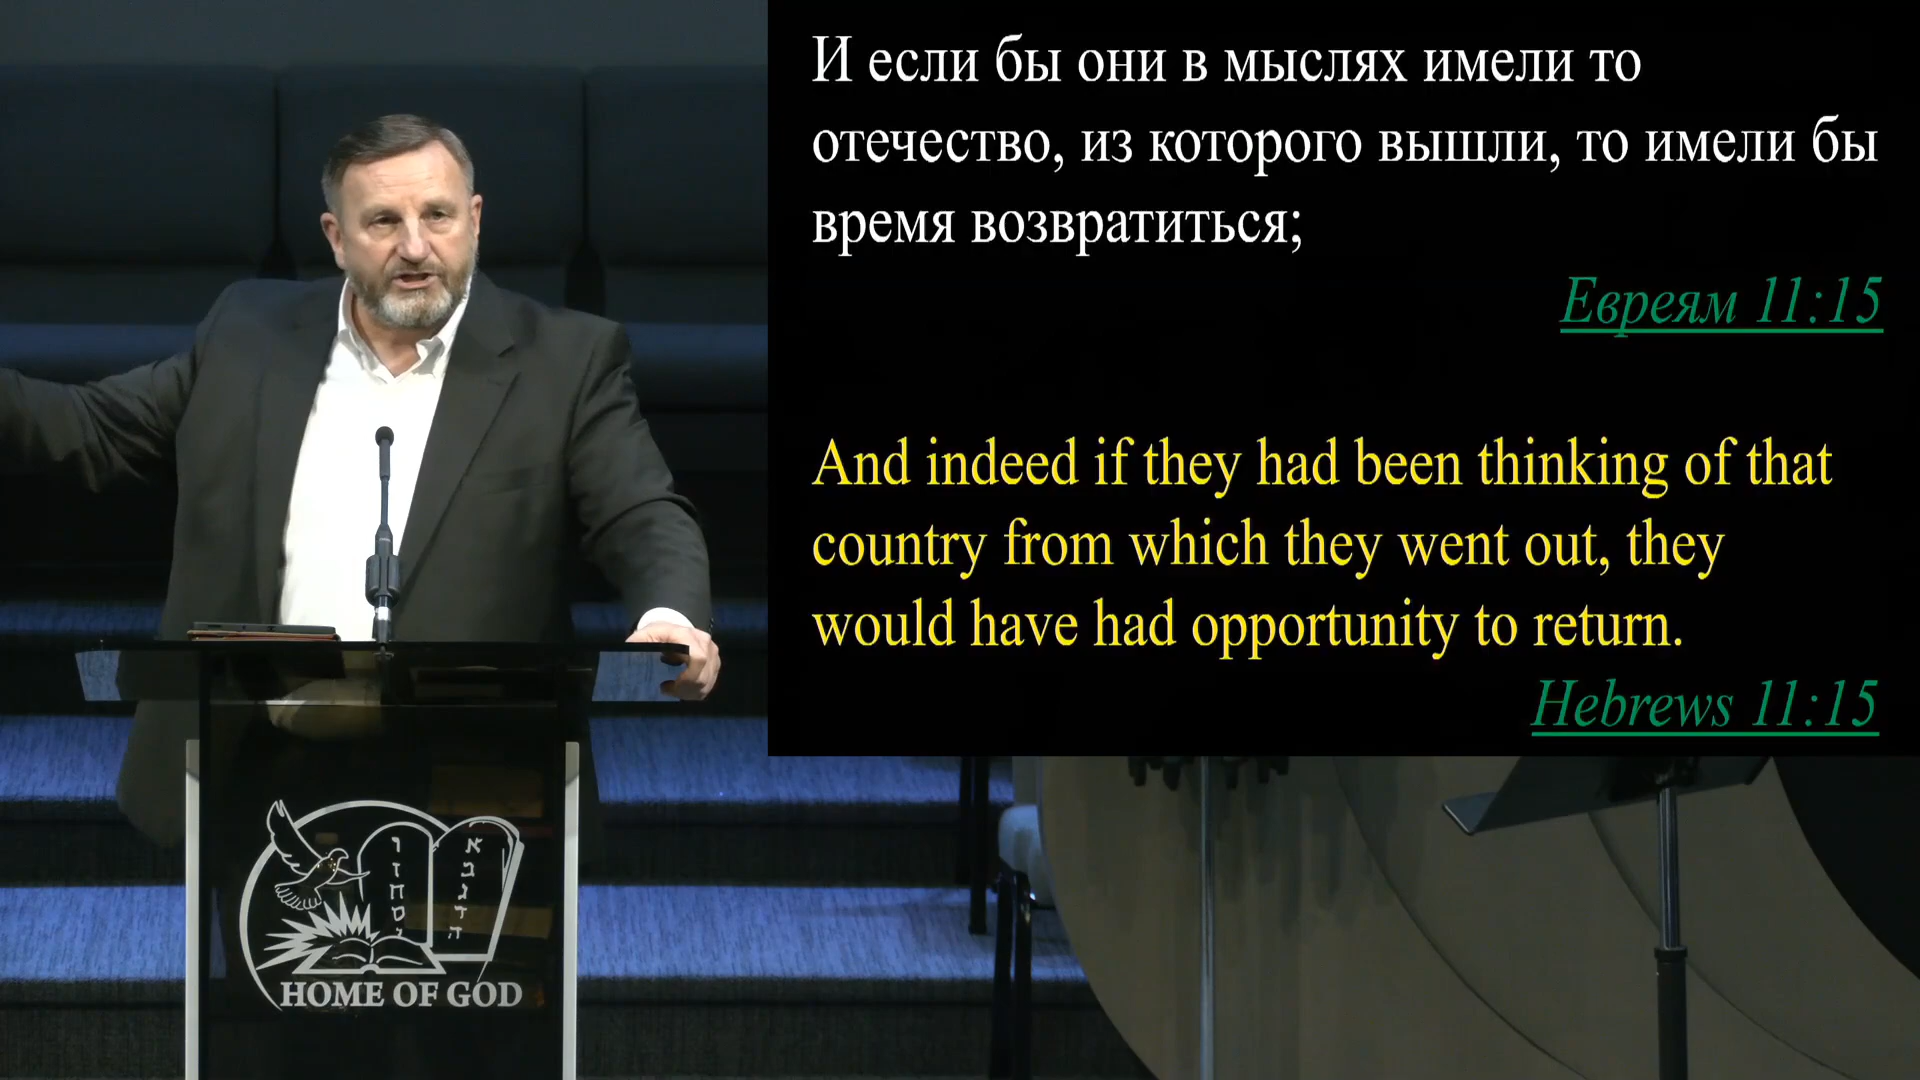 И если бы они в мыслях имели то
отечество, из которого вышли, то имели бы
время возвратиться;
Евреям 11:15
And indeed if they had been thinking of that
country from which they went out, they
would have had opportunity to return.
Hebrews 11:15
ו א
ז ב
ח ג
ט ד
י ה
HOME OF GOD